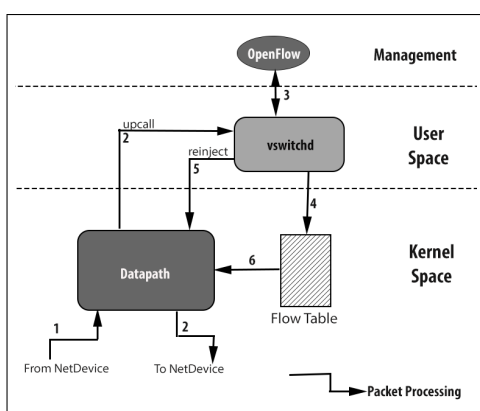 OpenFlow
Management
3
upcall
2
vswitchd
User
Space
reinject
5
4
Datapath
6
Kernel
Space
Flow Table
1
2
From NetDevice
To NetDevice
Packet Processing